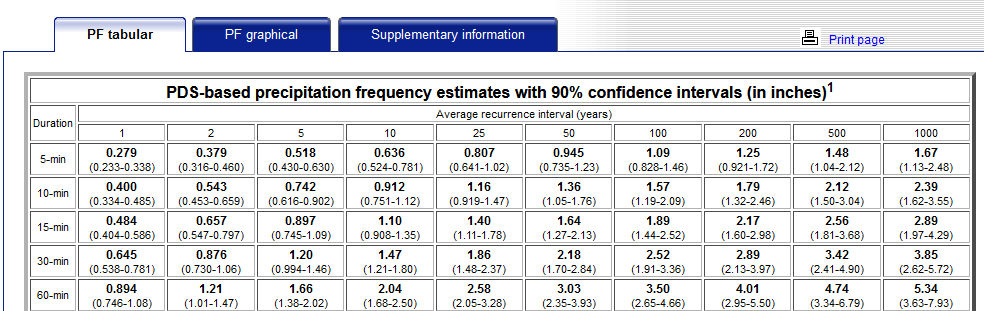 PF tabular PF graphical Supplementary information
Print page
PDS-based precipitation frequency estimates with 90% confidence intervals (in inches)1
Duration Average recurrence interval (years)
1 2 5 10 25 50 100 200 500 1000
5-min 0.279 0.379 0.518 0.636 0.807 0.945 1.09 1.25 1.48 1.67
(0.233-0.338) (0.316-0.460) (0.430-0.630) (0.524-0.781) (0.641-1.02) (0.735-1.23) (0.828-1.46) (0.921-1.72) (1.04-2.12) (1.13-2.48)
10-min 0.400 0.543 0.742 0.912 1.16 1.36 1.57 1.79 2.12 2.39
(0.334-0.485) (0.453-0.659) (0.616-0.902) (0.751-1.12) (0.919-1.47) (1.05-1.76) (1.19-2.09) (1.32-2.46) (1.50-3.04) (1.62-3.55)
15-min 0.484 0.657 0.897 1.10 1.40 1.64 1.89 2.17 2.56 2.89
(0.404-0.586) (0.547-0.797) (0.745-1.09) (0.908-1.35) (1.11-1.78) (1.27-2.13) (1.44-2.52) (1.60-2.98) (1.81-3.68) (1.97-4.29)
30-min 0.645 0.876 1.20 1.47 1.86 2.18 2.52 2.89 3.42 3.85
(0.538-0.781) (0.730-1.06) (0.994-1.46) (1.21-1.80) (1.48-2.37) (1.70-2.84) (1.91-3.36) (2.13-3.97) (2.41-4.90) (2.62-5.72)
60-min 0.894 1.21 1.66 2.04 2.58 3.03 3.50 4.01 4.74 5.34
(0.746-1.08) (1.01-1.47) (1.38-2.02) (1.68-2.50) (2.05-3.28) (2.35-3.93) (2.65-4.66) (2.95-5.50) (3.34-6.79) (3.63-7.93)